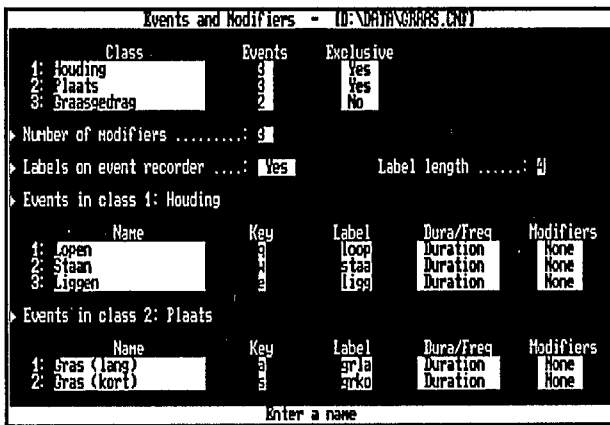 Events and Modifiers - (D:\DATA\GRAAS.CNF)
Class Events Exclusive
1: Houding 3 Yes
2: Plaats 3 Yes
3: Graasgedrag 2 No
Number of modifiers .........: 3
Labels on event recorder ....: Yes Label length ......: 4
Events in class 1: Houding
Name Key Label Dura/Freq Modifiers
1: Lopen q loop Duration None
2: Staan w staa Duration None
3: Liggen e ligg Duration None
Events in class 2: Plaats
Name Key Label Dura/Freq Modifiers
1: Gras (lang) a grla Duration None
2: Gras (kort) s grko Duration None
Enter a name